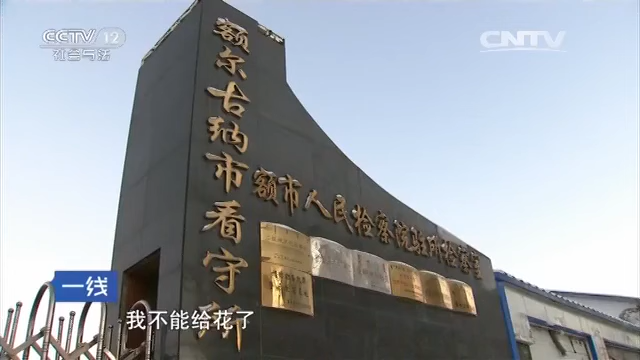 CCTV 12
社会与法
CNTV
额尔古纳市看守所
额市人民检察院驻所检察室
一线
我不能给花了